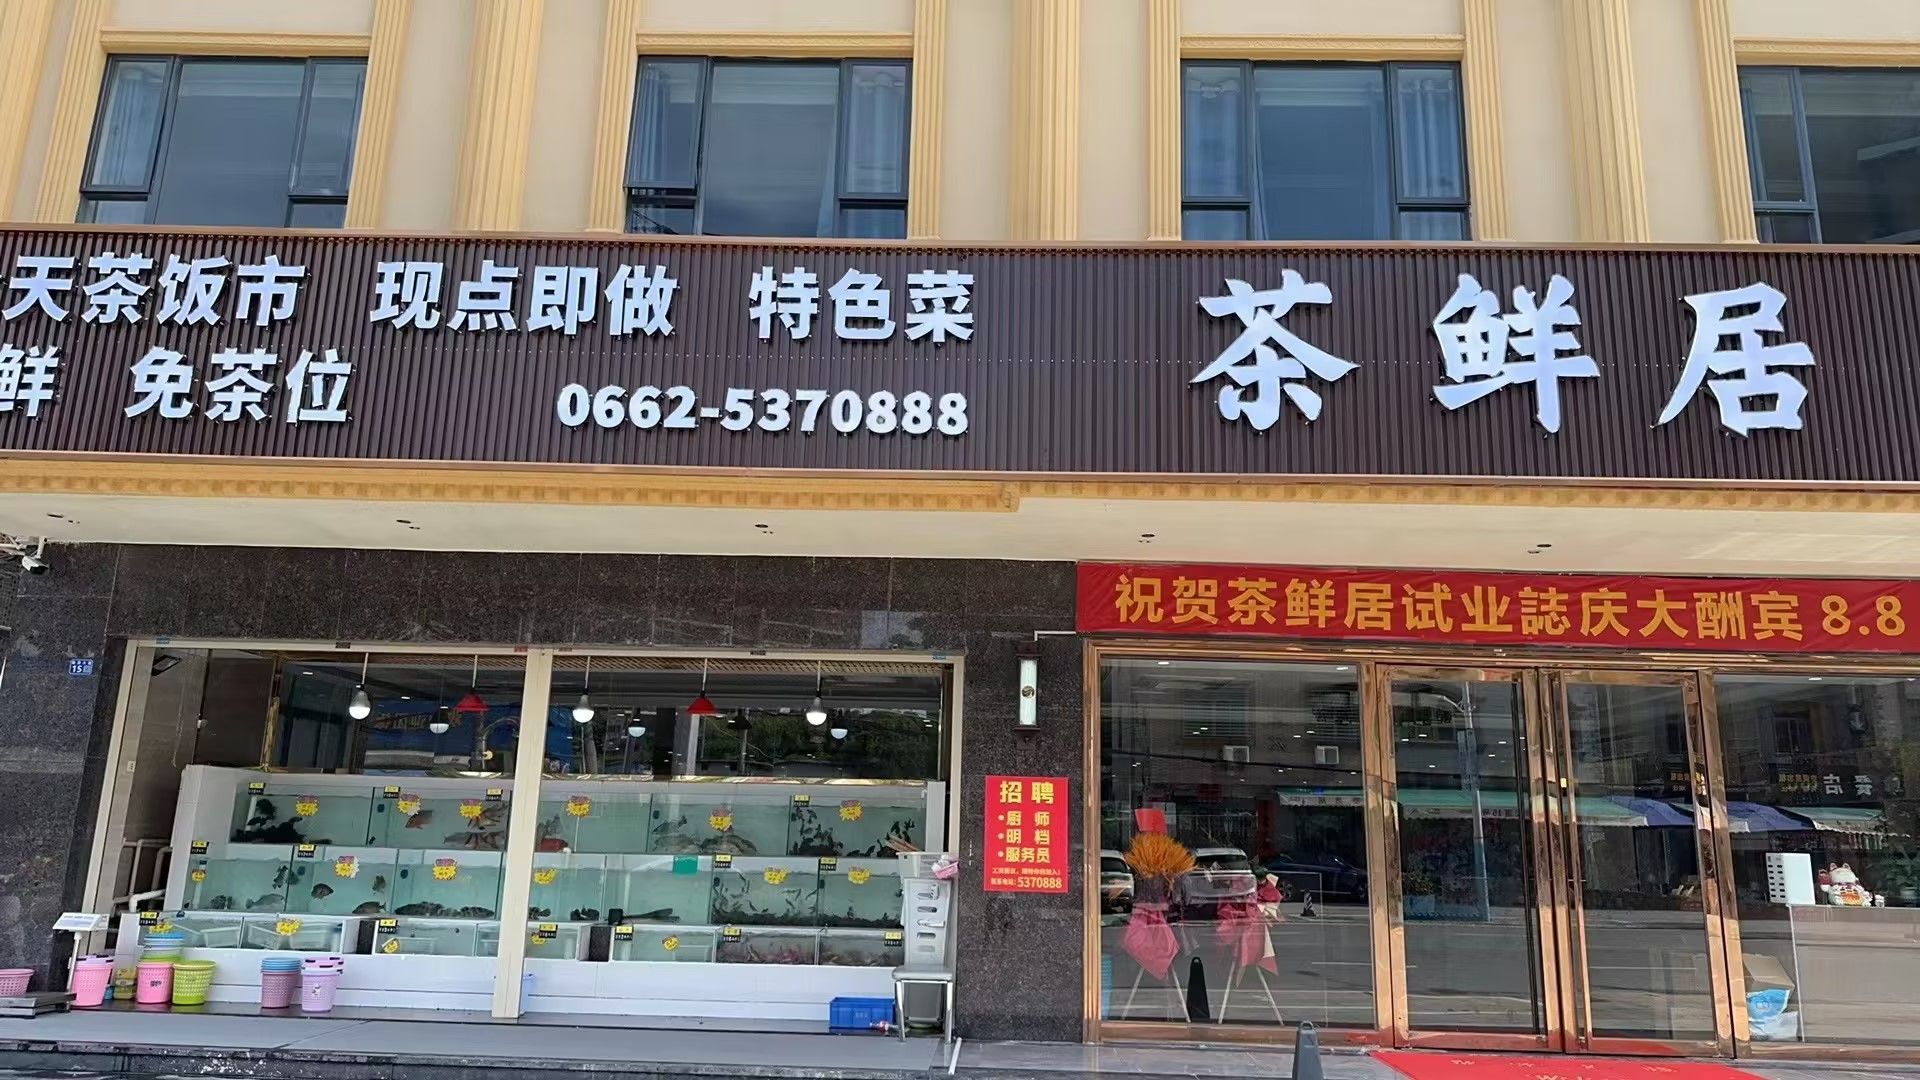 天茶饭市 现点即做 特色菜
鲜 免茶位
0662-5370888
茶鲜居
祝贺茶鲜居试业誌庆大酬宾 8.8
15
招聘
·厨师
·明档
·服务员
5370888